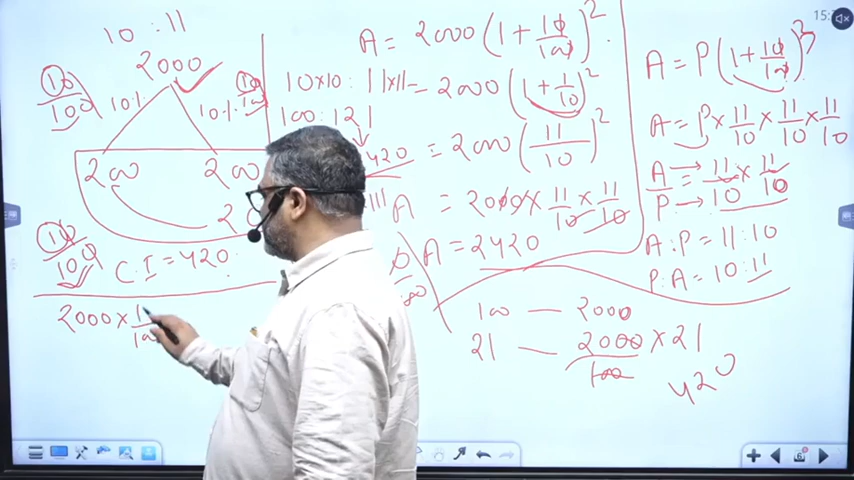 10 : 11
2000
10/100
10%
10%
10/100
200
200
20
10/100
C.I = 420
2000 × 1
10
A = 2000 (1 + 10/100)²
10×10 : 11×11 = 2000 (1 + 1/10)²
100 : 121
420 = 2000 (11/10)²
A = 2000 × 11/10 × 11/10
A = 2420
100 — 2000
21 — 2000/100 × 21
420
A = P (1 + 10/100)
A = P × 11/10 × 11/10 × 11/10
A/P = 11/10 × 11/10
A : P = 11 : 10
P : A = 10 : 11